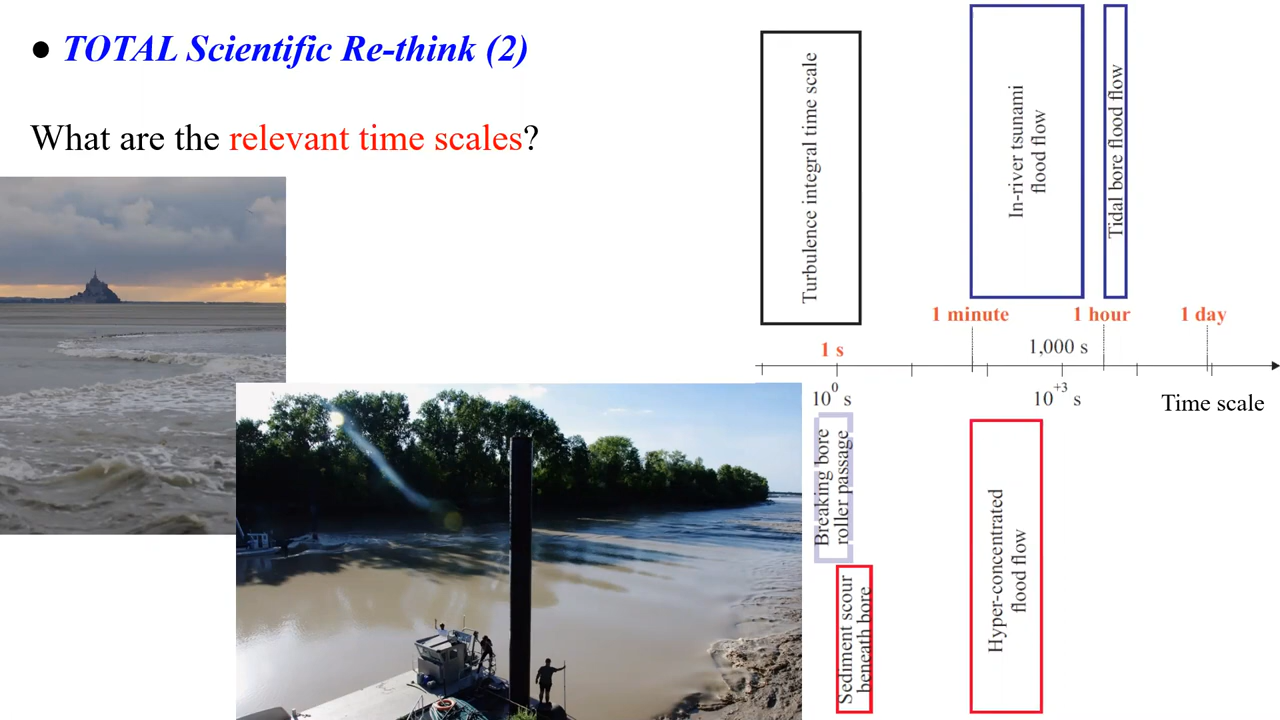 ● TOTAL Scientific Re-think (2)
What are the relevant time scales?
Turbulence integral time scale
In-river tsunami
flood flow
Tidal bore flood flow
1 minute
1 hour
1 day
1 s
1,000 s
10⁰ s
10⁺³ s
Time scale
Breaking bore
roller passage
Sediment scour
beneath bore
Hyper-concentrated
flood flow